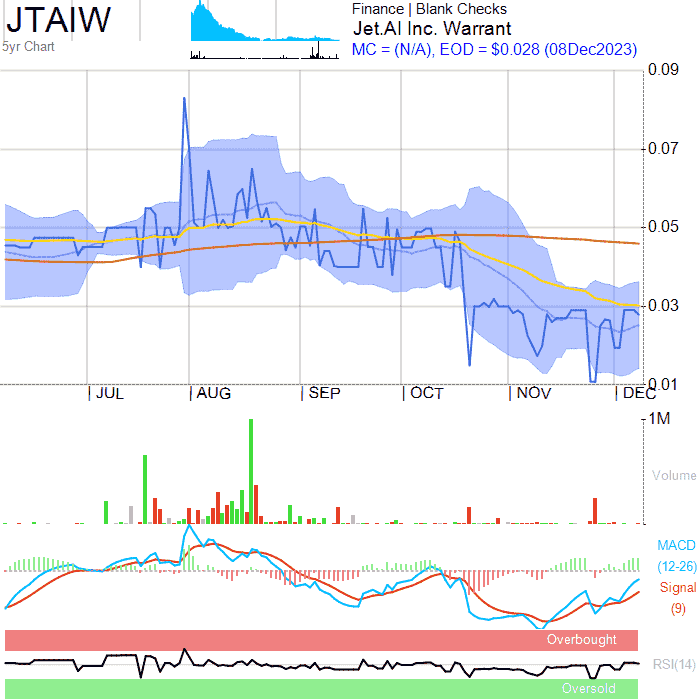 JTAIW
5yr Chart
Finance | Blank Checks
Jet.AI Inc. Warrant
MC = (N/A), EOD = $0.028 (08Dec2023)
0.09
0.07
0.05
0.03
0.01
JUL AUG SEP OCT NOV DEC
1M
Volume
MACD
(12-26)
Signal
(9)
Overbought
RSI(14)
Oversold